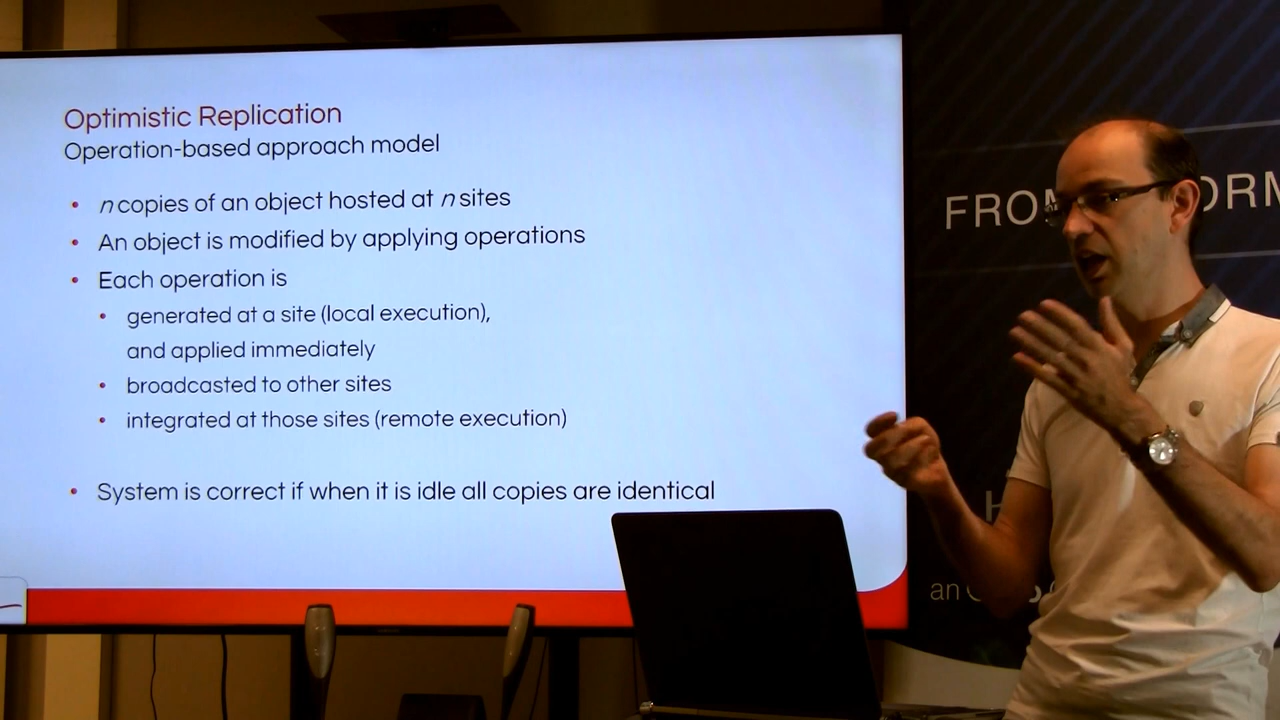 Optimistic Replication
Operation-based approach model
• n copies of an object hosted at n sites
• An object is modified by applying operations
• Each operation is
• generated at a site (local execution),
and applied immediately
• broadcasted to other sites
• integrated at those sites (remote execution)
• System is correct if when it is idle all copies are identical
FROM
an